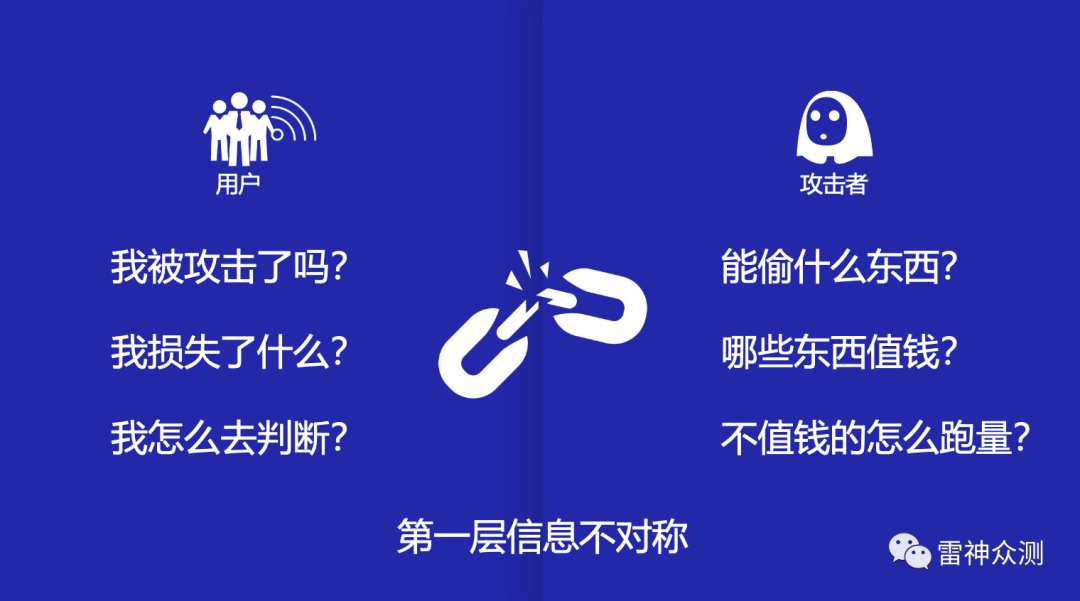 用户
我被攻击了吗？
我损失了什么？
我怎么去判断？
攻击者
能偷什么东西？
哪些东西值钱？
不值钱的怎么跑量？
第一层信息不对称
雷神众测